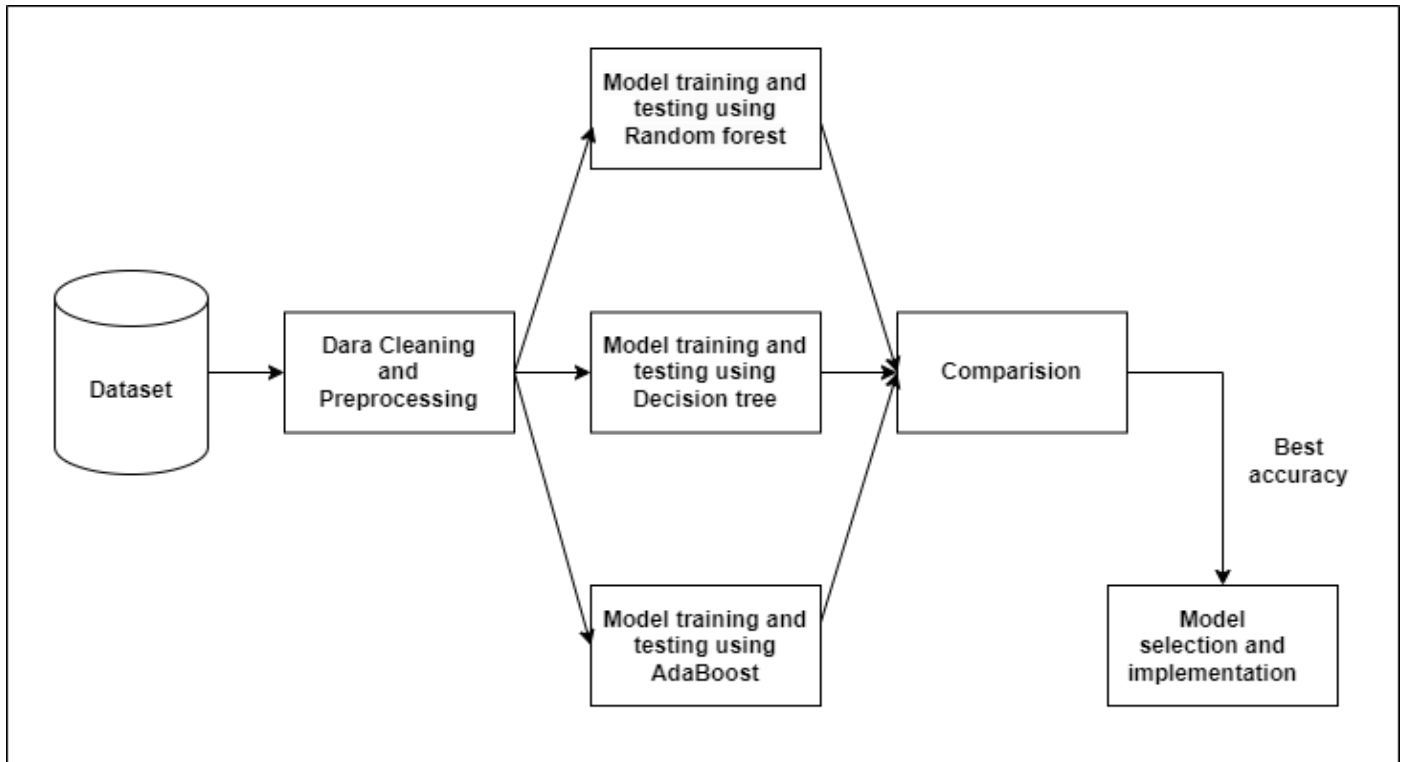 Dataset
Dara Cleaning
and
Preprocessing
Model training and
testing using
Random forest
Model training and
testing using
Decision tree
Model training and
testing using
AdaBoost
Comparision
Best
accuracy
Model
selection and
implementation